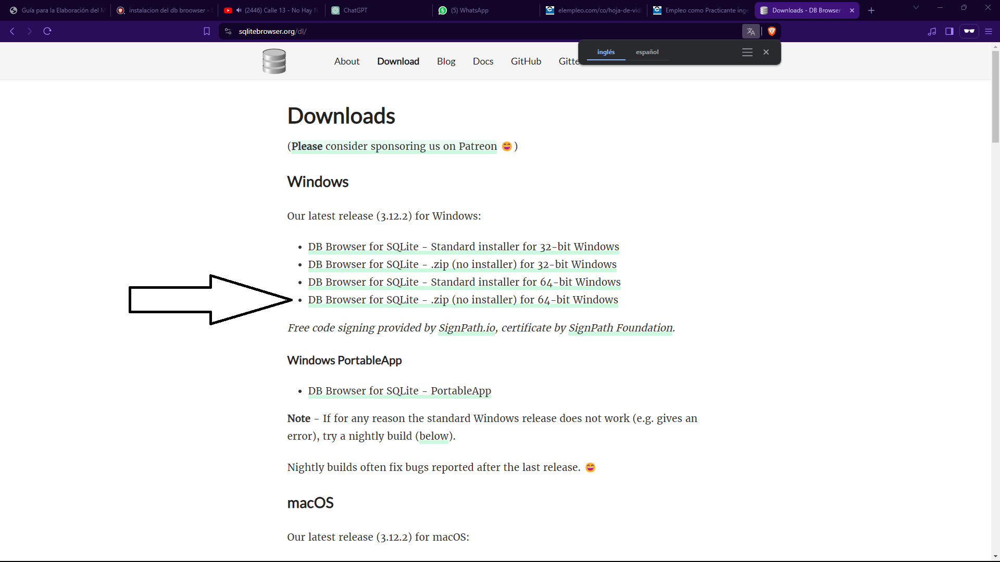 Guía para la Elaboración del M
instalacion del db broowser -
(2446) Calle 13 - No Hay N
ChatGPT
(5) WhatsApp
elempleo.com/co/hoja-de-vida
Empleo como Practicante inge
Downloads - DB Browser
sqlitebrowser.org/dl/
inglés
español
About
Download
Blog
Docs
GitHub
Gitte
Downloads
(Please consider sponsoring us on Patreon 😄 )
Windows
Our latest release (3.12.2) for Windows:
• DB Browser for SQLite - Standard installer for 32-bit Windows
• DB Browser for SQLite - .zip (no installer) for 32-bit Windows
• DB Browser for SQLite - Standard installer for 64-bit Windows
• DB Browser for SQLite - .zip (no installer) for 64-bit Windows
Free code signing provided by SignPath.io, certificate by SignPath Foundation.
Windows PortableApp
• DB Browser for SQLite - PortableApp
Note - If for any reason the standard Windows release does not work (e.g. gives an
error), try a nightly build (below).
Nightly builds often fix bugs reported after the last release. 😄
macOS
Our latest release (3.12.2) for macOS: